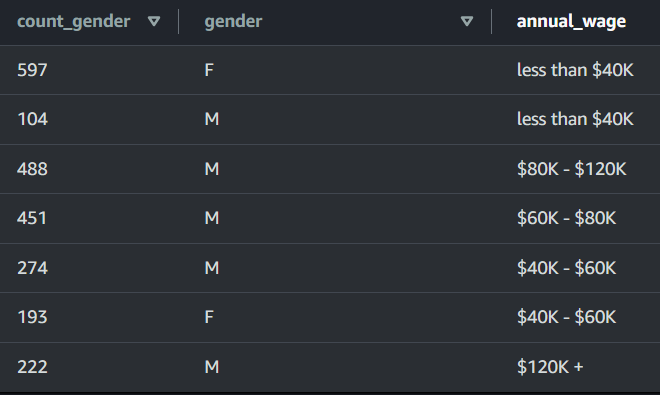 count_gender gender annual_wage
597 F less than $40K
104 M less than $40K
488 M $80K - $120K
451 M $60K - $80K
274 M $40K - $60K
193 F $40K - $60K
222 M $120K +